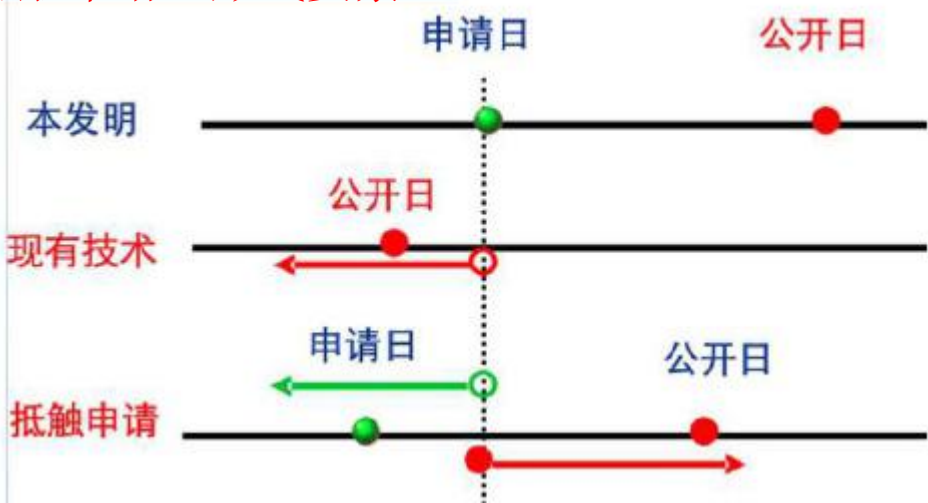 申请日 公开日
本发明
公开日
现有技术
申请日 公开日
抵触申请